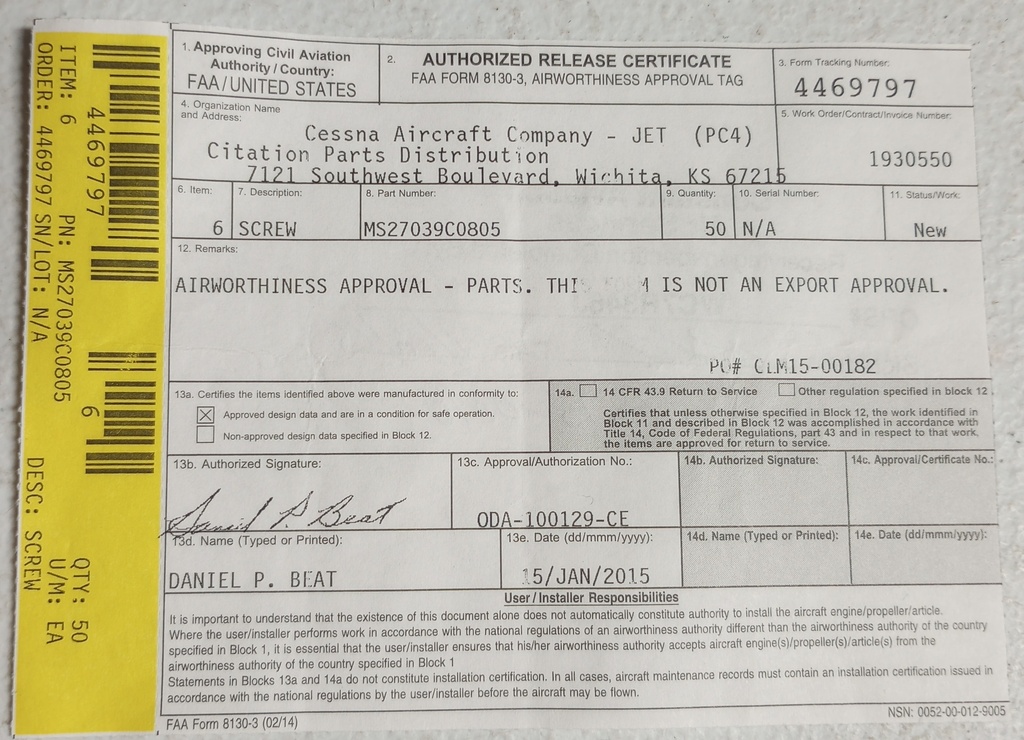 ITEM: 6 PN: MS27039C0805 QTY: 50
ORDER: 4469797 SN/LOT: N/A DESC: SCREW U/M: EA
4469797
6
1. Approving Civil Aviation
Authority / Country:
FAA/UNITED STATES
2. AUTHORIZED RELEASE CERTIFICATE
FAA FORM 8130-3, AIRWORTHINESS APPROVAL TAG
3. Form Tracking Number:
4469797
4. Organization Name
and Address:
Cessna Aircraft Company - JET (PC4)
Citation Parts Distribution
7121 Southwest Boulevard, Wichita, KS 67215
5. Work Order/Contract/Invoice Number:
1930550
6. Item: 7. Description: 8. Part Number: 9. Quantity: 10. Serial Number: 11. Status/Work:
6 SCREW MS27039C0805 50 N/A New
12. Remarks:
AIRWORTHINESS APPROVAL - PARTS. IS NOT AN EXPORT APPROVAL.
PO# CLM15-00182
13a. Certifies the items identified above were manufactured in conformity to:
Approved design data and are in a condition for safe operation.
Non-approved design data specified in Block 12.
14a. 14 CFR 43.9 Return to Service Other regulation specified in block 12
Certifies that unless otherwise specified in Block 12, the work identified in
Block 11 and described in Block 12 was accomplished in accordance with
Title 14, Code of Federal Regulations, part 43 and in respect to that work,
the items are approved for return to service.
13b. Authorized Signature:
Daniel P. Beat
13c. Approval/Authorization No.:
ODA-100129-CE
14b. Authorized Signature:
14c. Approval/Certificate No.:
13d. Name (Typed or Printed):
DANIEL P. BEAT
13e. Date (dd/mmm/yyyy):
15/JAN/2015
14d. Name (Typed or Printed):
14e. Date (dd/mmm/yyyy):
User/Installer Responsibilities
It is important to understand that the existence of this document alone does not automatically constitute authority to install the aircraft engine/propeller/article.
Where the user/installer performs work in accordance with the national regulations of an airworthiness authority different than the airworthiness authority of the country
specified in Block 1, it is essential that the user/installer ensures that his/her airworthiness authority accepts aircraft engine(s)/propeller(s)/article(s) from the
airworthiness authority of the country specified in Block 1
Statements in Blocks 13a and 14a do not constitute installation certification. In all cases, aircraft maintenance records must contain an installation certification issued in
accordance with the national regulations by the user/installer before the aircraft may be flown.
FAA Form 8130-3 (02/14)
NSN: 0052-00-012-9005